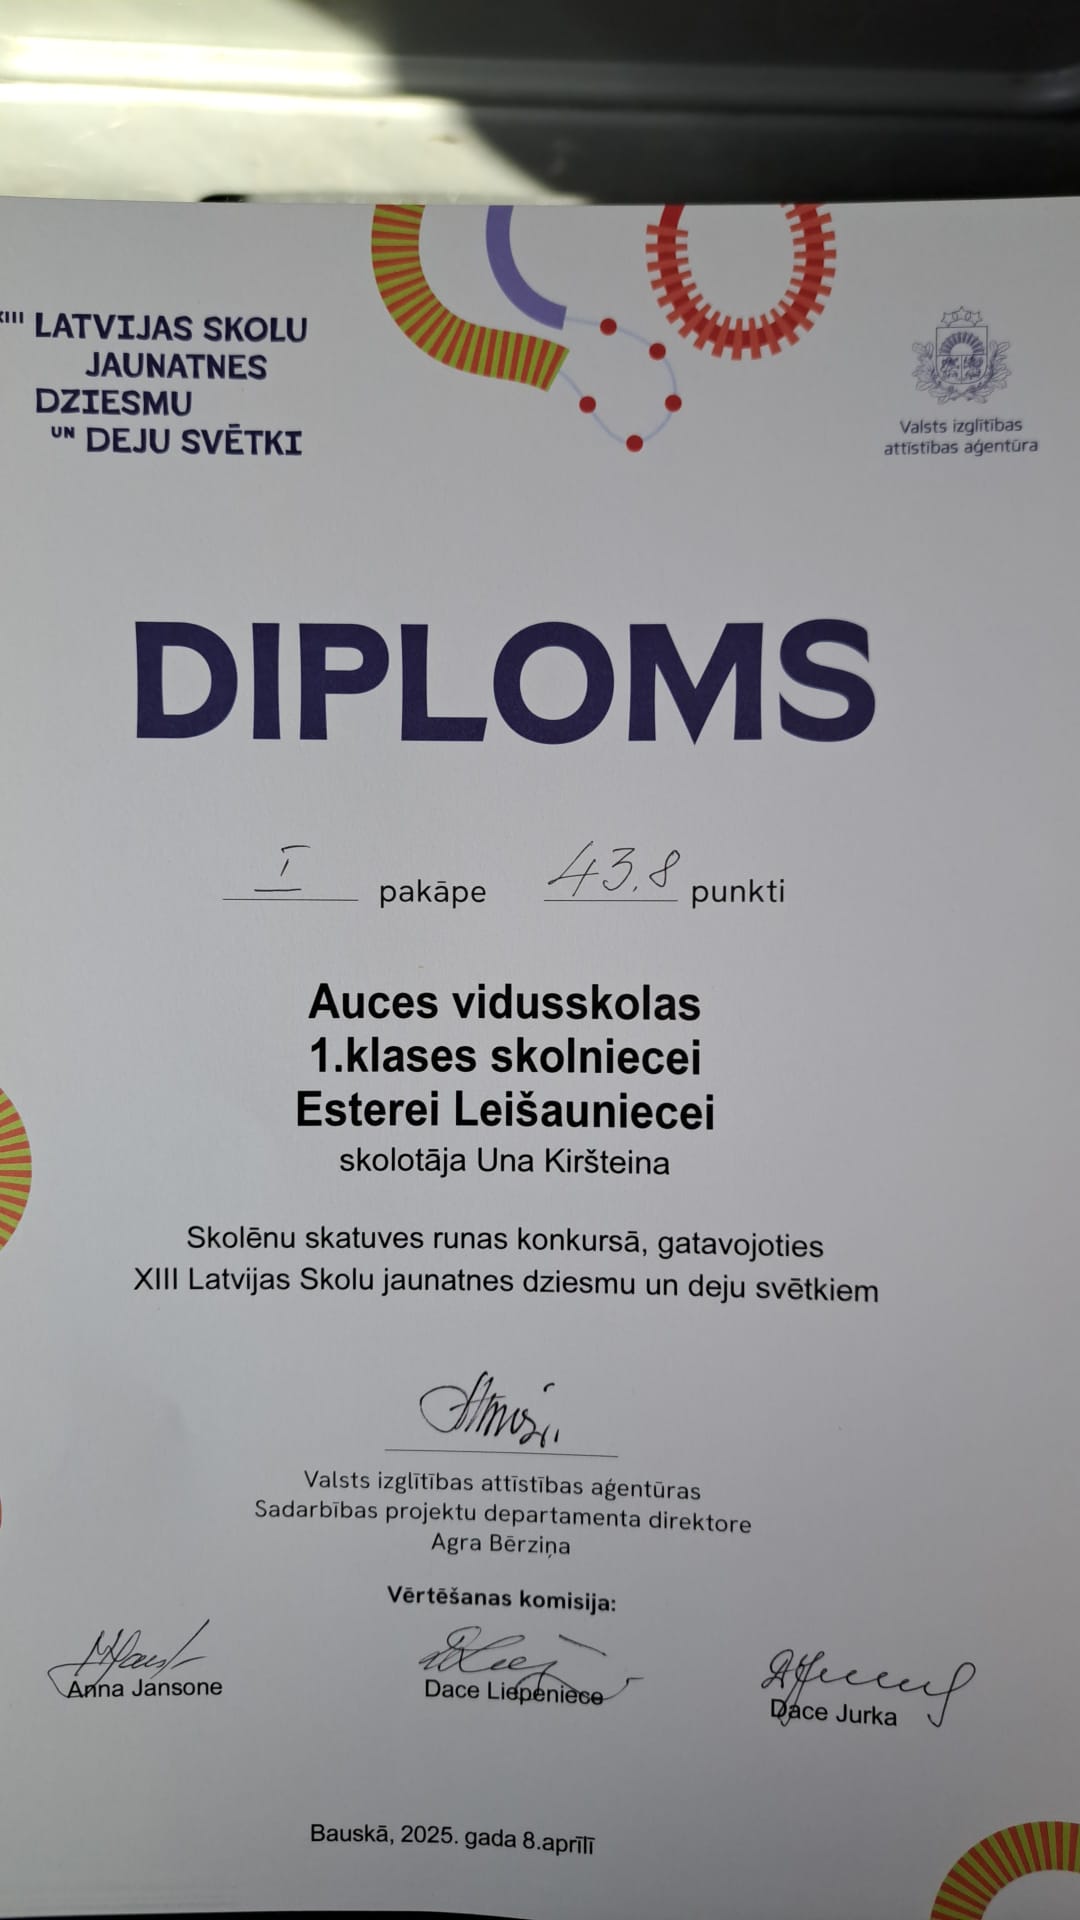 XIII LATVIJAS SKOLU
JAUNATNES
DZIESMU
UN DEJU SVĒTKI
Valsts izglītības
attīstības aģentūra
DIPLOMS
I pakāpe 43,8 punkti
Auces vidusskolas
1.klases skolniecei
Esterei Leišauniecei
skolotāja Una Kiršteina
Skolēnu skatuves runas konkursā, gatavojoties
XIII Latvijas Skolu jaunatnes dziesmu un deju svētkiem
Valsts izglītības attīstības aģentūras
Sadarbības projektu departamenta direktore
Agra Bērziņa
Vērtēšanas komisija:
Anna Jansone
Dace Liepeniece
Dace Jurka
Bauskā, 2025. gada 8.aprīlī